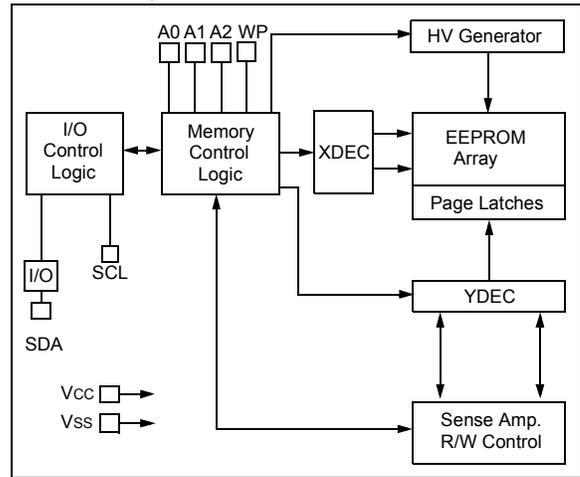 A0 A1 A2 WP
HV Generator
I/O
Control
Logic
Memory
Control
Logic
XDEC
EEPROM
Array
Page Latches
I/O
SCL
SDA
YDEC
VCC
VSS
Sense Amp.
R/W Control